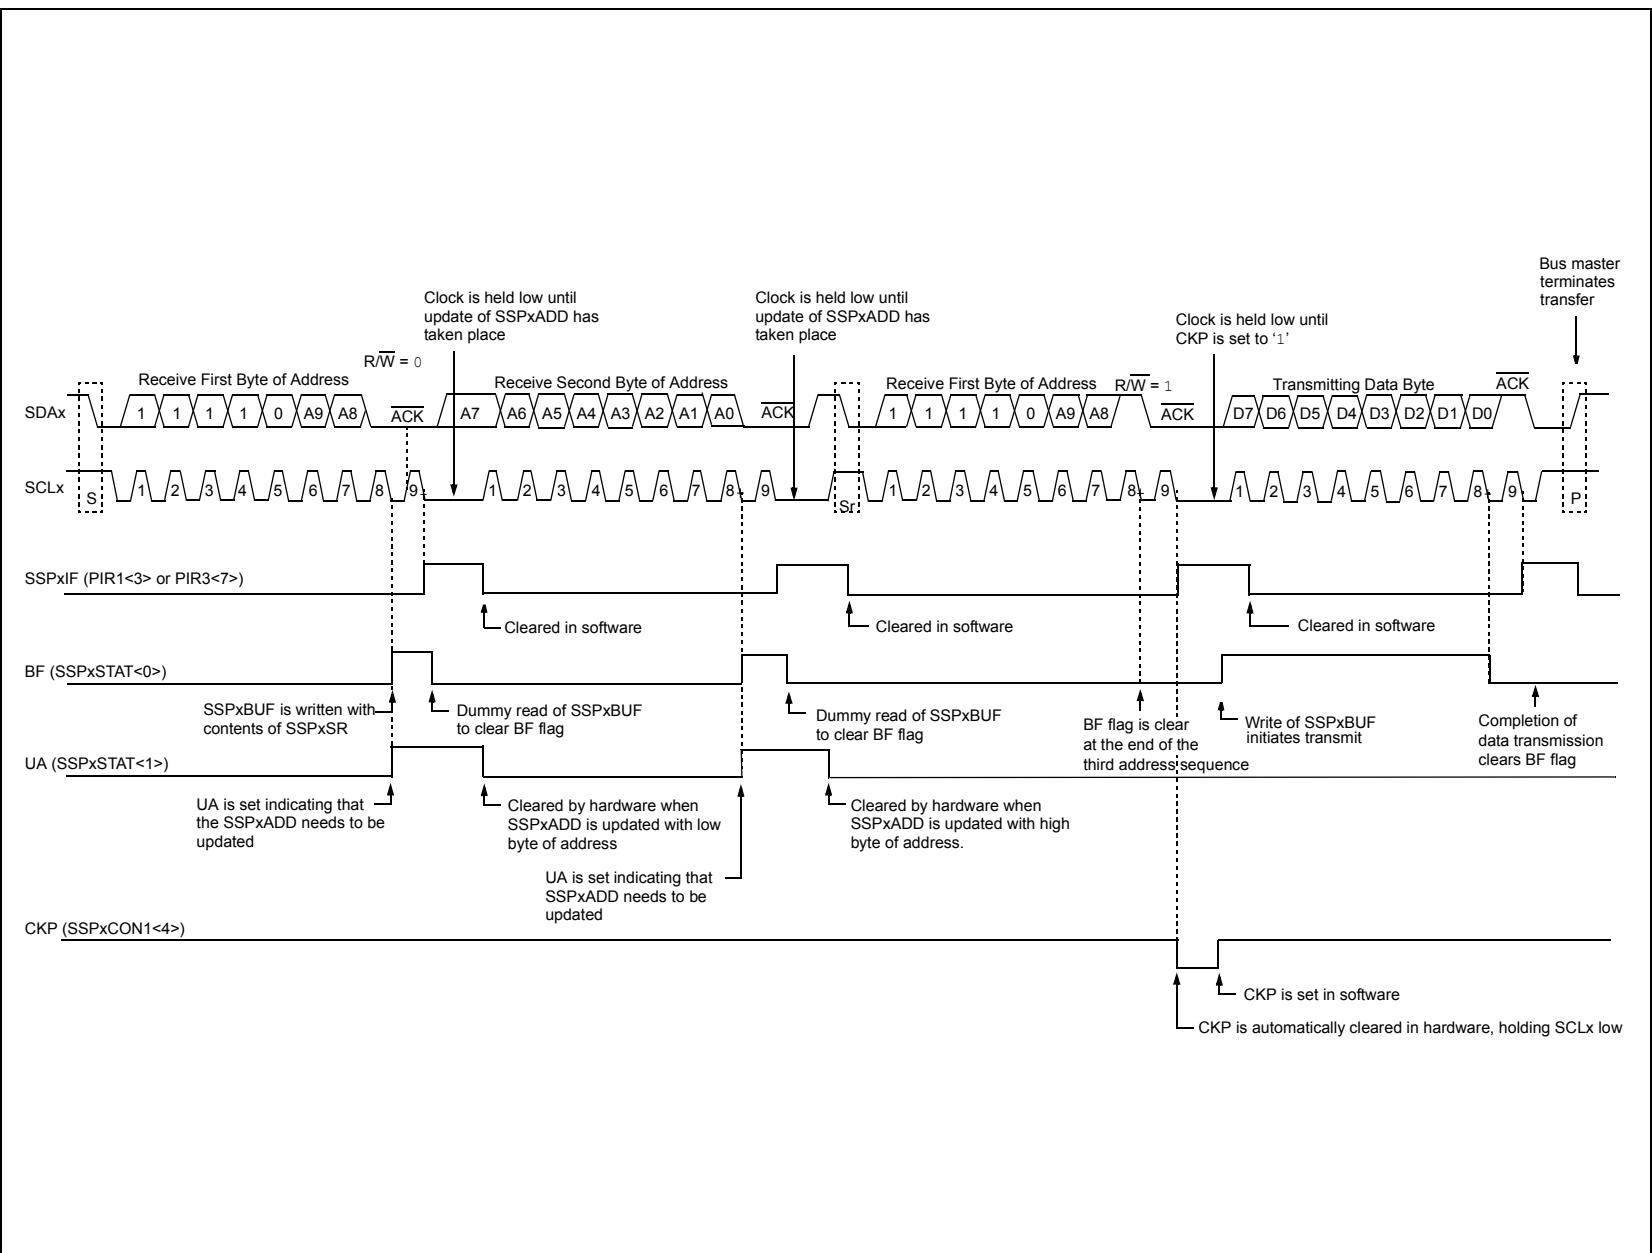 Bus master
terminates
transfer
Clock is held low until
update of SSPxADD has
taken place
Clock is held low until
update of SSPxADD has
taken place
Clock is held low until
CKP is set to ‘1’
R/W = 0
Receive First Byte of Address
Receive Second Byte of Address
Receive First Byte of Address
R/W = 1
Transmitting Data Byte
ACK
SDAx
1 1 1 1 0 A9 A8
ACK
A7 A6 A5 A4 A3 A2 A1 A0
ACK
1 1 1 1 0 A9 A8
ACK
D7 D6 D5 D4 D3 D2 D1 D0
SCLx
S
1 2 3 4 5 6 7 8 9
1 2 3 4 5 6 7 8 9
Sr
1 2 3 4 5 6 7 8 9
1 2 3 4 5 6 7 8 9
P
SSPxIF (PIR1<3> or PIR3<7>)
Cleared in software
Cleared in software
Cleared in software
BF (SSPxSTAT<0>)
SSPxBUF is written with
contents of SSPxSR
Dummy read of SSPxBUF
to clear BF flag
Dummy read of SSPxBUF
to clear BF flag
BF flag is clear
at the end of the
third address sequence
Write of SSPxBUF
initiates transmit
Completion of
data transmission
clears BF flag
UA (SSPxSTAT<1>)
UA is set indicating that
the SSPxADD needs to be
updated
Cleared by hardware when
SSPxADD is updated with low
byte of address
UA is set indicating that
SSPxADD needs to be
updated
Cleared by hardware when
SSPxADD is updated with high
byte of address.
CKP (SSPxCON1<4>)
CKP is set in software
CKP is automatically cleared in hardware, holding SCLx low